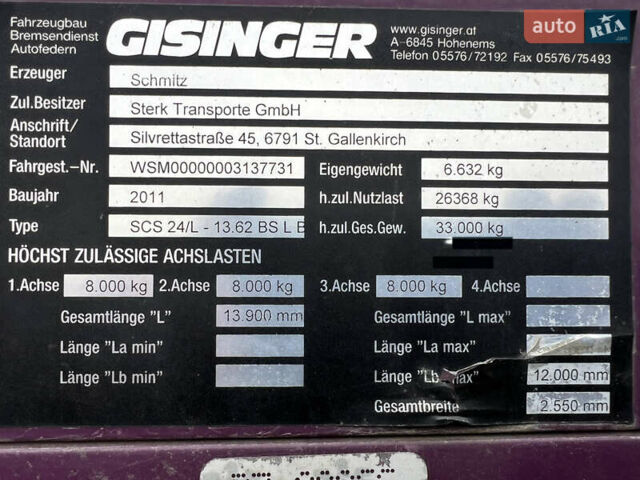 Fahrzeugbau
Bremsendienst
Autofedern
GISINGER
www.gisinger.at
A-6845 Hohenems
Telefon 05576/72192 Fax 05576/75493
auto RIA.com
Erzeuger Schmitz
Zul.Besitzer Sterk Transporte GmbH
Anschrift/
Standort Silvrettastraße 45, 6791 St. Gallenkirch
Fahrgest.-Nr. WSM00000003137731 Eigengewicht 6.632 kg
Baujahr 2011 h.zul.Nutzlast 26368 kg
Type SCS 24/L - 13.62 BS L B h.zul.Ges.Gew. 33.000 kg
HÖCHST ZULÄSSIGE ACHSLASTEN
1.Achse 8.000 kg 2.Achse 8.000 kg 3.Achse 8.000 kg 4.Achse
Gesamtlänge "L" 13.900 mm Gesamtlänge "L max"
Länge "La min" Länge "La max"
Länge "Lb min" Länge "Lb max" 12.000 mm
Gesamtbreite 2.550 mm